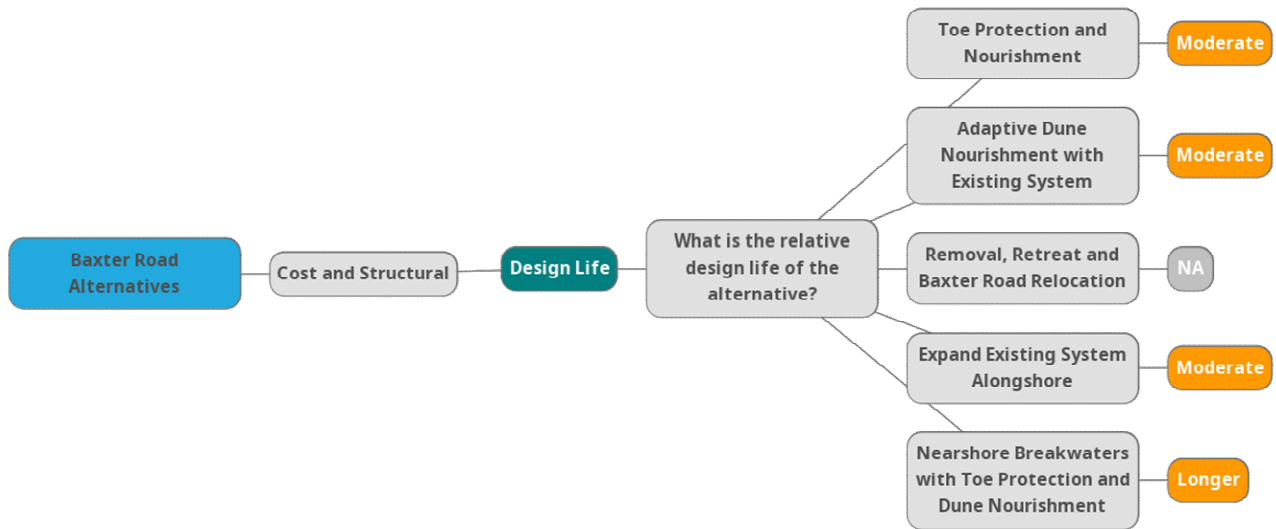 Baxter Road
Alternatives
Cost and Structural
Design Life
What is the relative
design life of the
alternative?
Toe Protection and
Nourishment
Moderate
Adaptive Dune
Nourishment with
Existing System
Moderate
Removal, Retreat and
Baxter Road Relocation
NA
Expand Existing System
Alongshore
Moderate
Nearshore Breakwaters
with Toe Protection and
Dune Nourishment
Longer